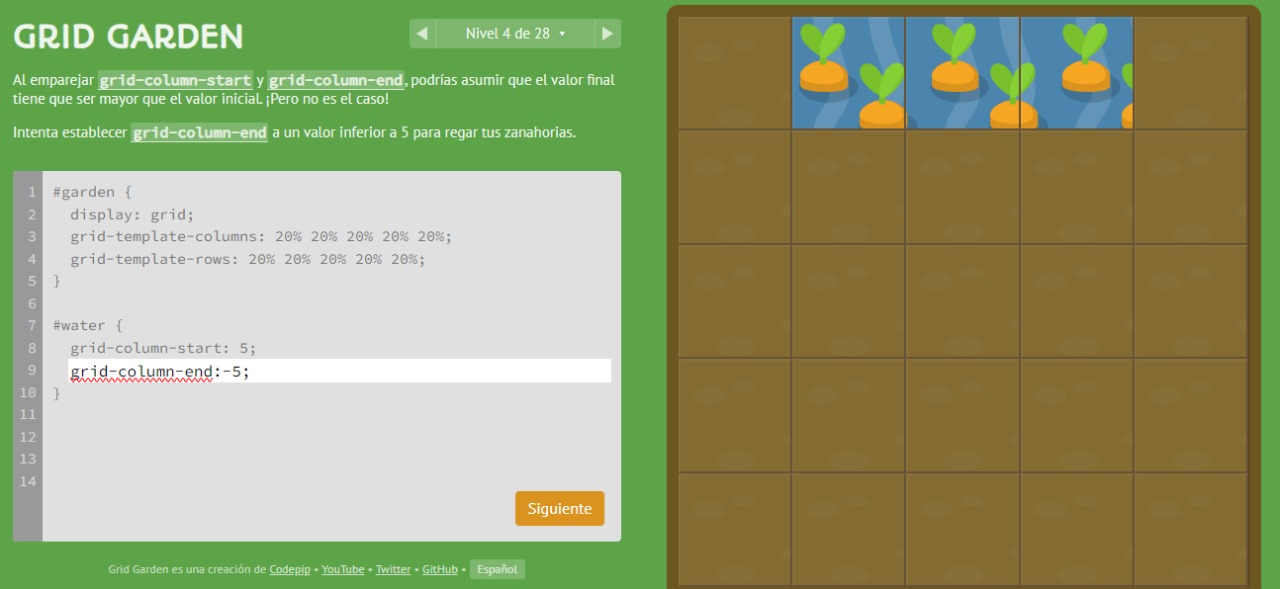 GRID GARDEN
Nivel 4 de 28
Al emparejar grid-column-start y grid-column-end, podrías asumir que el valor final
tiene que ser mayor que el valor inicial. ¡Pero no es el caso!
Intenta establecer grid-column-end a un valor inferior a 5 para regar tus zanahorias.
1 #garden {
2 display: grid;
3 grid-template-columns: 20% 20% 20% 20% 20%;
4 grid-template-rows: 20% 20% 20% 20% 20%;
5 }
6
7 #water {
8 grid-column-start: 5;
9 grid-column-end:-5;
10 }
11
12
13
14
Siguiente
Grid Garden es una creación de Codepip • YouTube • Twitter • GitHub • Español